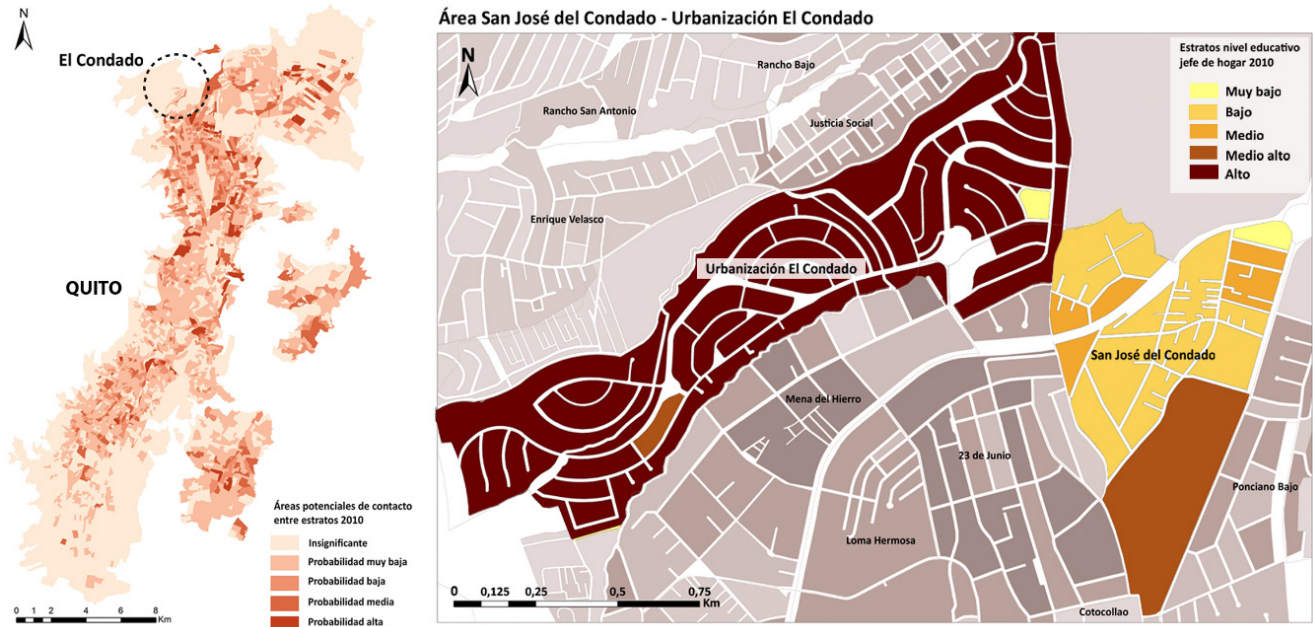 N
El Condado
QUITO
Áreas potenciales de contacto
entre estratos 2010
Insignificante
Probabilidad muy baja
Probabilidad baja
Probabilidad media
Probabilidad alta
0 1 2 4 6 8
Km
Área San José del Condado - Urbanización El Condado
N
Estratos nivel educativo
jefe de hogar 2010
Muy bajo
Bajo
Medio
Medio alto
Alto
Rancho Bajo
Rancho San Antonio
Justicia Social
Enrique Velasco
Urbanización El Condado
San José del Condado
Mena del Hierro
23 de Junio
Ponciano Bajo
Loma Hermosa
Cotocollao
0 0,125 0,25 0,5 0,75
Km